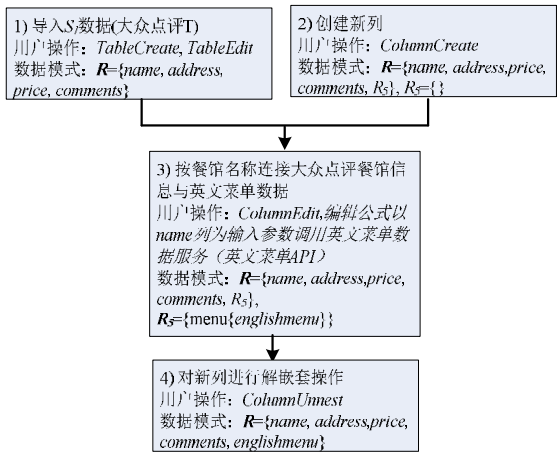 1) 导入S数据(大众点评T)
用户操作：TableCreate, TableEdit
数据模式：R={name, address,
price, comments}
2) 创建新列
用户操作：ColumnCreate
数据模式：R={name, address,price,
comments, R5}, R5={}
3) 按餐馆名称连接大众点评餐馆信
息与英文菜单数据
用户操作：ColumnEdit,编辑公式以
name列为输入参数调用英文菜单数
据服务（英文菜单API）
数据模式：R={name, address,price,
comments, R5},
R5={menu{englishmenu}}
4) 对新列进行解嵌套操作
用户操作：ColumnUnnest
数据模式：R={name, address,price,
comments, englishmenu}